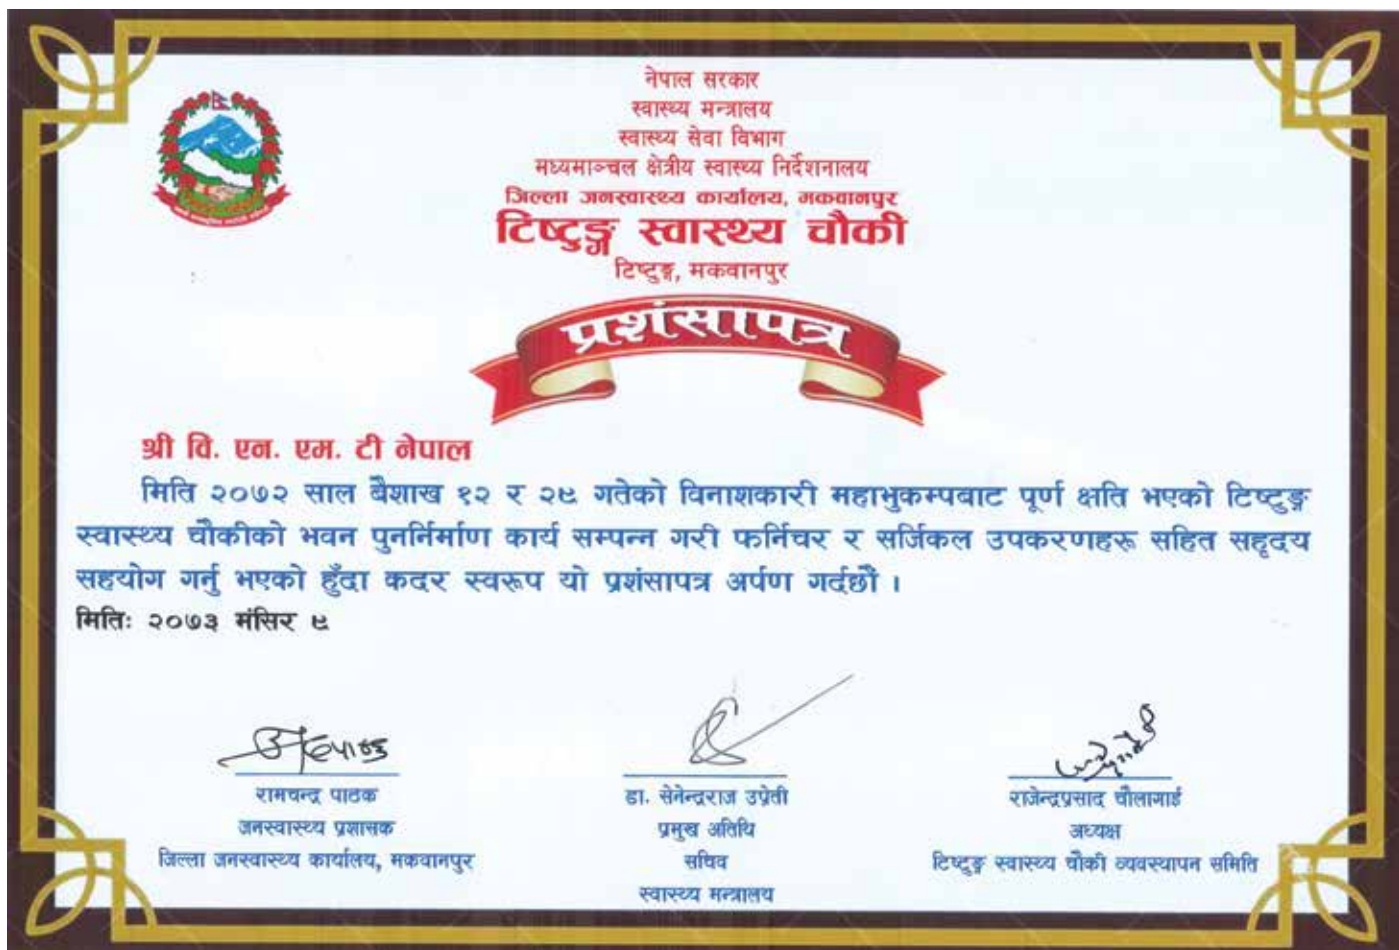 नेपाल सरकार
स्वास्थ्य मन्त्रालय
स्वास्थ्य सेवा विभाग
मध्यमाञ्चल क्षेत्रीय स्वास्थ्य निर्देशनालय
जिल्ला जनस्वास्थ्य कार्यालय, मकवानपुर
टिष्टुङ्ग स्वास्थ्य चौकी
टिष्टुङ्ग, मकवानपुर
प्रशंसापत्र
श्री वि. एन. एम. टी नेपाल
मिति २०७२ साल बैशाख १२ र २९ गतेको विनाशकारी महाभुकम्पबाट पूर्ण क्षति भएको टिष्टुङ्ग
स्वास्थ्य चौकीको भवन पुनर्निर्माण कार्य सम्पन्न गरी फर्निचर र सर्जिकल उपकरणहरू सहित सहृदय
सहयोग गर्नु भएको हुँदा कदर स्वरूप यो प्रशंसापत्र अर्पण गर्दछौं ।
मितिः २०७३ मंसिर ९
रामचन्द्र पाठक
जनस्वास्थ्य प्रशासक
जिल्ला जनस्वास्थ्य कार्यालय, मकवानपुर
डा. सेनेन्द्रराज उप्रेती
प्रमुख अतिथि
सचिव
स्वास्थ्य मन्त्रालय
राजेन्द्रप्रसाद चौलागाई
अध्यक्ष
टिष्टुङ्ग स्वास्थ्य चौकी व्यवस्थापन समिति